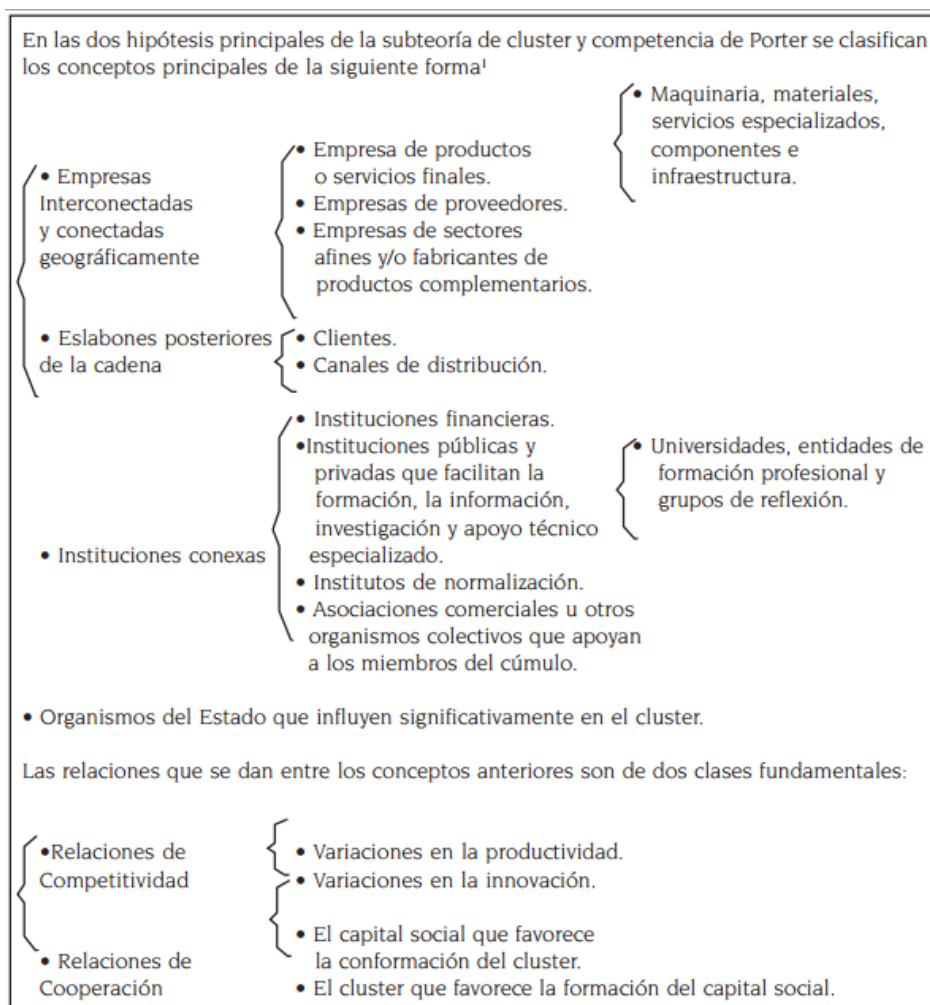 En las dos hipótesis principales de la subteoría de cluster y competencia de Porter se clasifican
los conceptos principales de la siguiente forma¹
• Empresas
Interconectadas
y conectadas
geográficamente
• Empresa de productos
o servicios finales.
• Empresas de proveedores.
• Empresas de sectores
afines y/o fabricantes de
productos complementarios.
• Maquinaria, materiales,
servicios especializados,
componentes e
infraestructura.
• Eslabones posteriores
de la cadena
• Clientes.
• Canales de distribución.
• Instituciones conexas
• Instituciones financieras.
•Instituciones públicas y
privadas que facilitan la
formación, la información,
investigación y apoyo técnico
especializado.
• Institutos de normalización.
• Asociaciones comerciales u otros
organismos colectivos que apoyan
a los miembros del cúmulo.
• Universidades, entidades de
formación profesional y
grupos de reflexión.
• Organismos del Estado que influyen significativamente en el cluster.
Las relaciones que se dan entre los conceptos anteriores son de dos clases fundamentales:
•Relaciones de
Competitividad
• Variaciones en la productividad.
• Variaciones en la innovación.
• Relaciones de
Cooperación
• El capital social que favorece
la conformación del cluster.
• El cluster que favorece la formación del capital social.